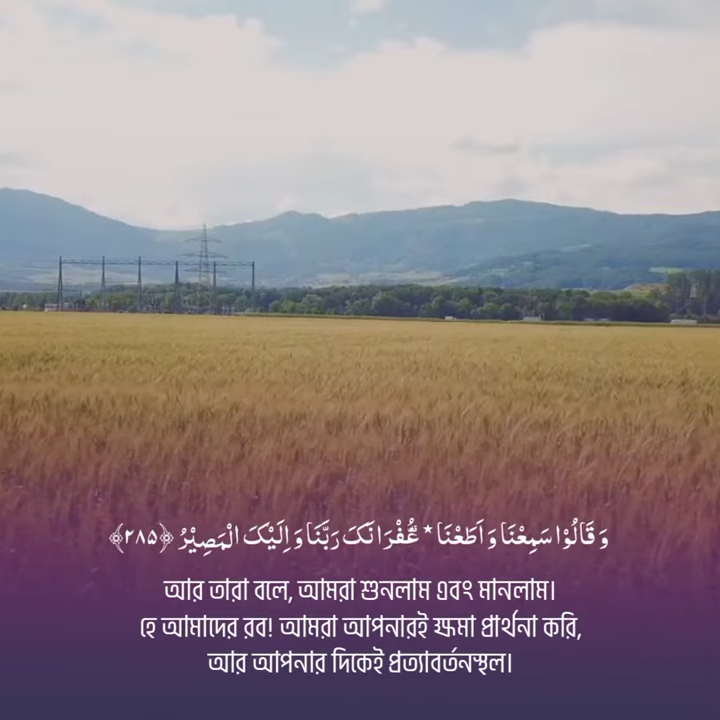 وَ قَالُوْا سَمِعْنَا وَ اَطَعْنَا * غُفْرَانَكَ رَبَّنَا وَ اِلَيْكَ الْمَصِيْرُ ﴿۲۸۵﴾
আর তারা বলে, আমরা শুনলাম এবং মানলাম।
হে আমাদের রব! আমরা আপনারই ক্ষমা প্রার্থনা করি,
আর আপনার দিকেই প্রত্যাবর্তনস্থল।